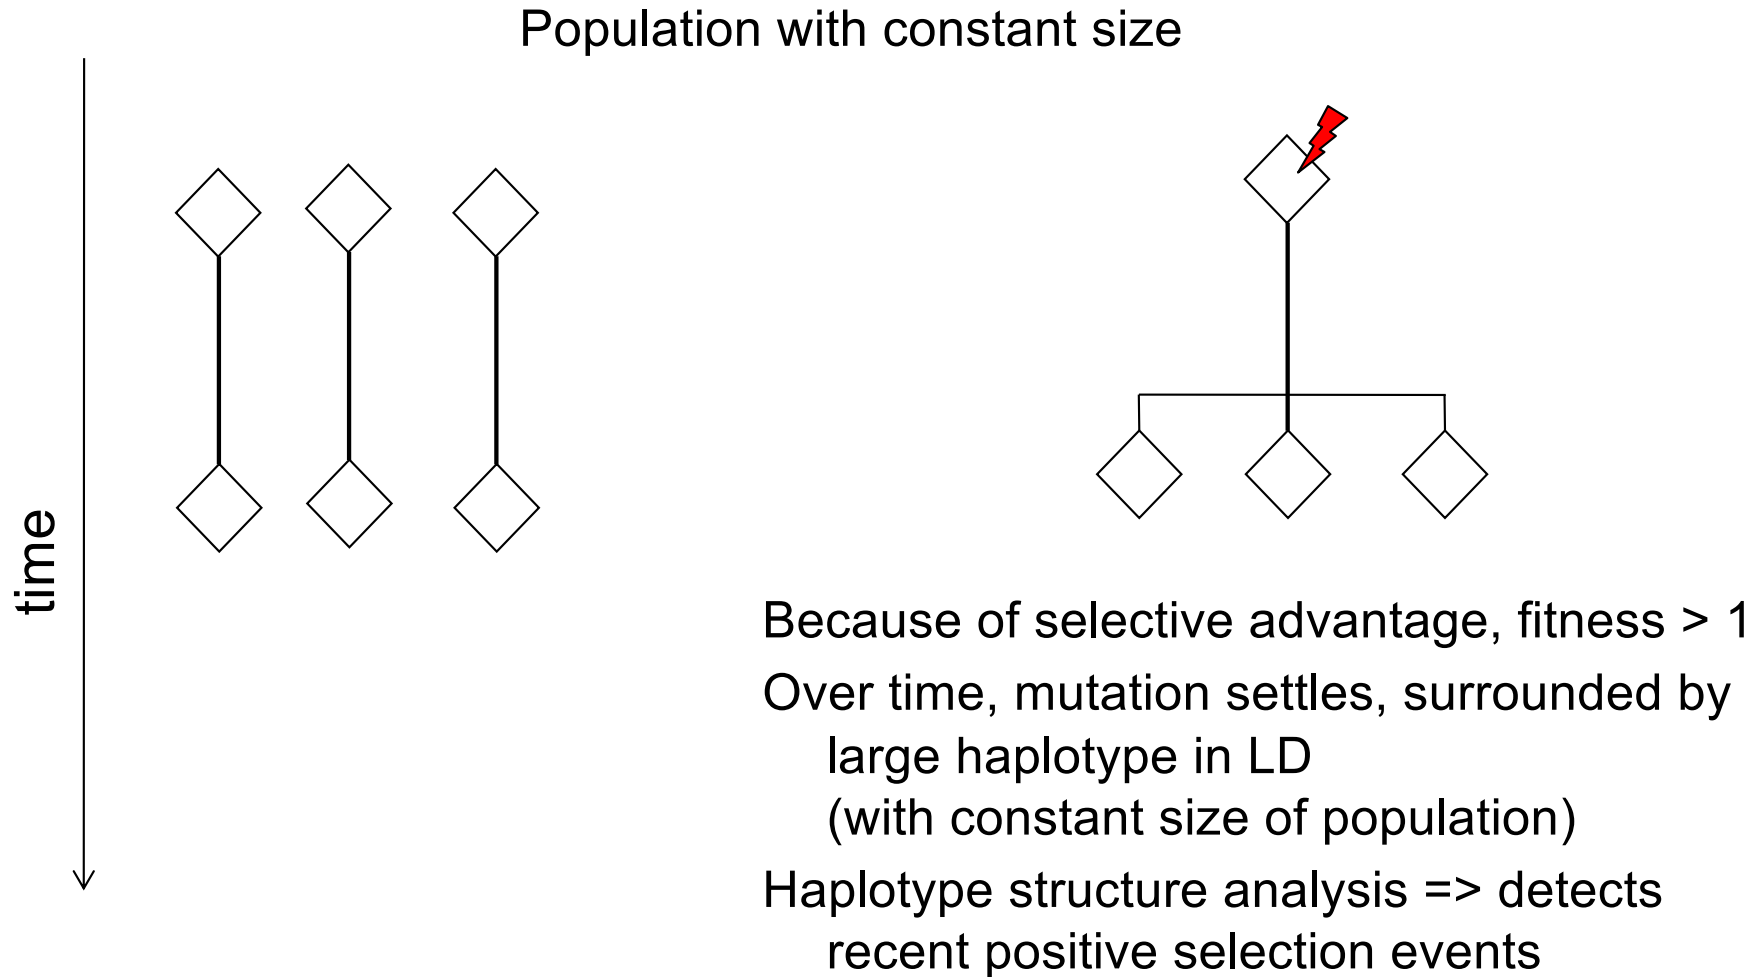 Population with constant size
time
Because of selective advantage, fitness > 1
Over time, mutation settles, surrounded by
large haplotype in LD
(with constant size of population)
Haplotype structure analysis => detects
recent positive selection events